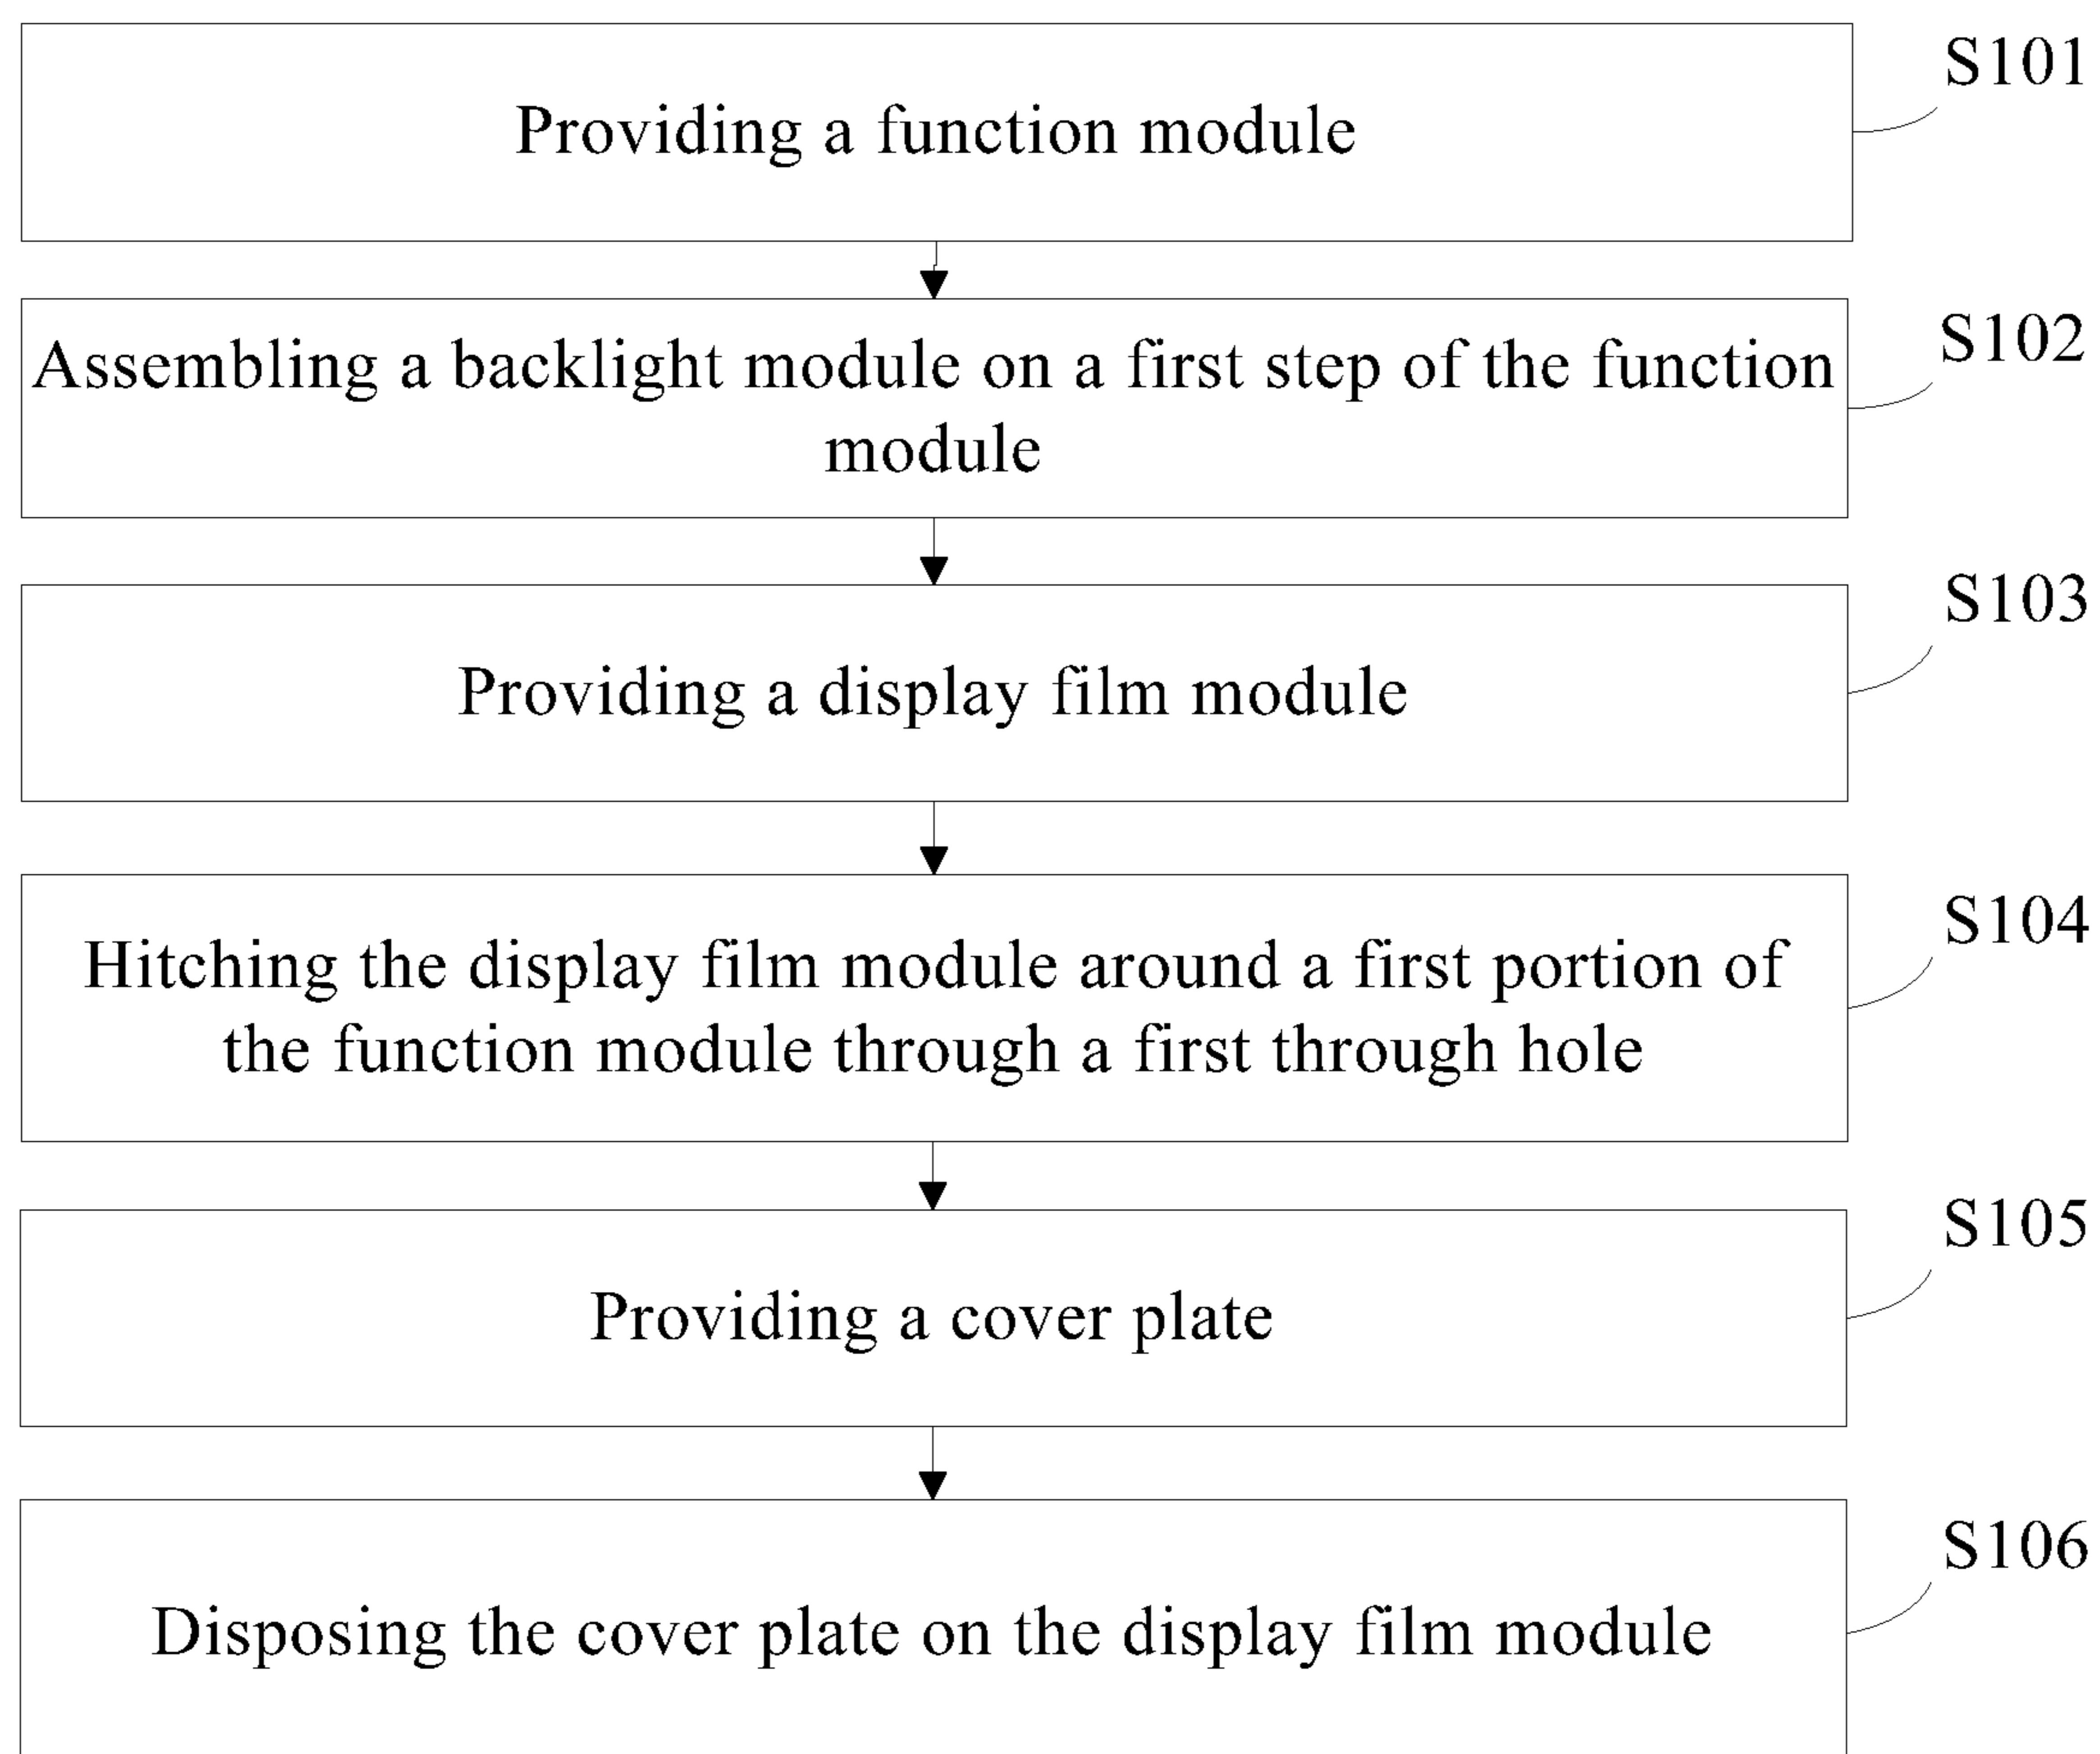 S101
Providing a function module
S102
Assembling a backlight module on a first step of the function
module
S103
Providing a display film module
S104
Hitching the display film module around a first portion of
the function module through a first through hole
S105
Providing a cover plate
S106
Disposing the cover plate on the display film module